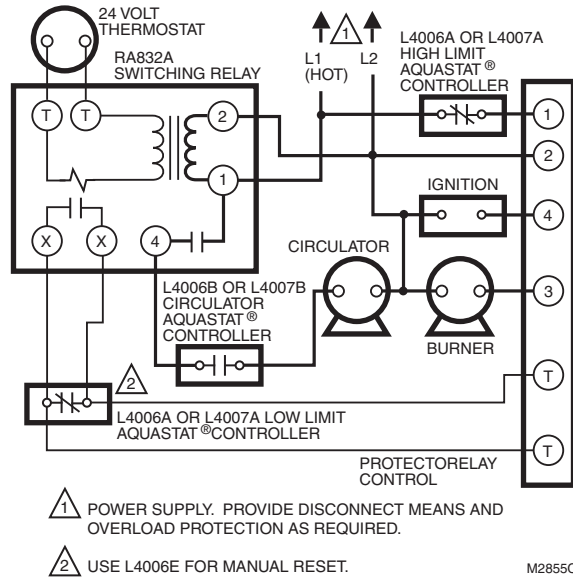 24 VOLT
THERMOSTAT
RA832A
SWITCHING RELAY
1
L1
(HOT)
L2
L4006A OR L4007A
HIGH LIMIT
AQUASTAT ®
CONTROLLER
T
T
2
1
1
2
IGNITION
4
X
X
4
CIRCULATOR
L4006B OR L4007B
CIRCULATOR
AQUASTAT ®
CONTROLLER
3
BURNER
2
T
L4006A OR L4007A LOW LIMIT
AQUASTAT ®CONTROLLER
T
PROTECTORELAY
CONTROL
1 POWER SUPPLY. PROVIDE DISCONNECT MEANS AND
OVERLOAD PROTECTION AS REQUIRED.
2 USE L4006E FOR MANUAL RESET.
M2855C